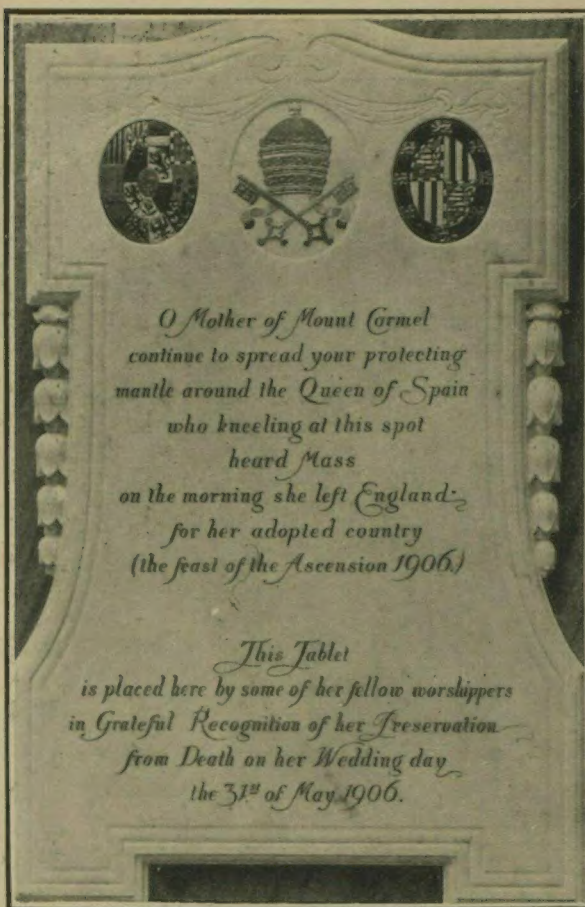 O Mother of Mount Carmel
continue to spread your protecting
mantle around the Queen of Spain
who kneeling at this spot
heard Mass
on the morning she left England
for her adopted country
(the feast of the Ascension 1906.)
This Tablet
is placed here by some of her fellow worshippers
in Grateful Recognition of her Preservation
from Death on her Wedding day
the 31st of May 1906.